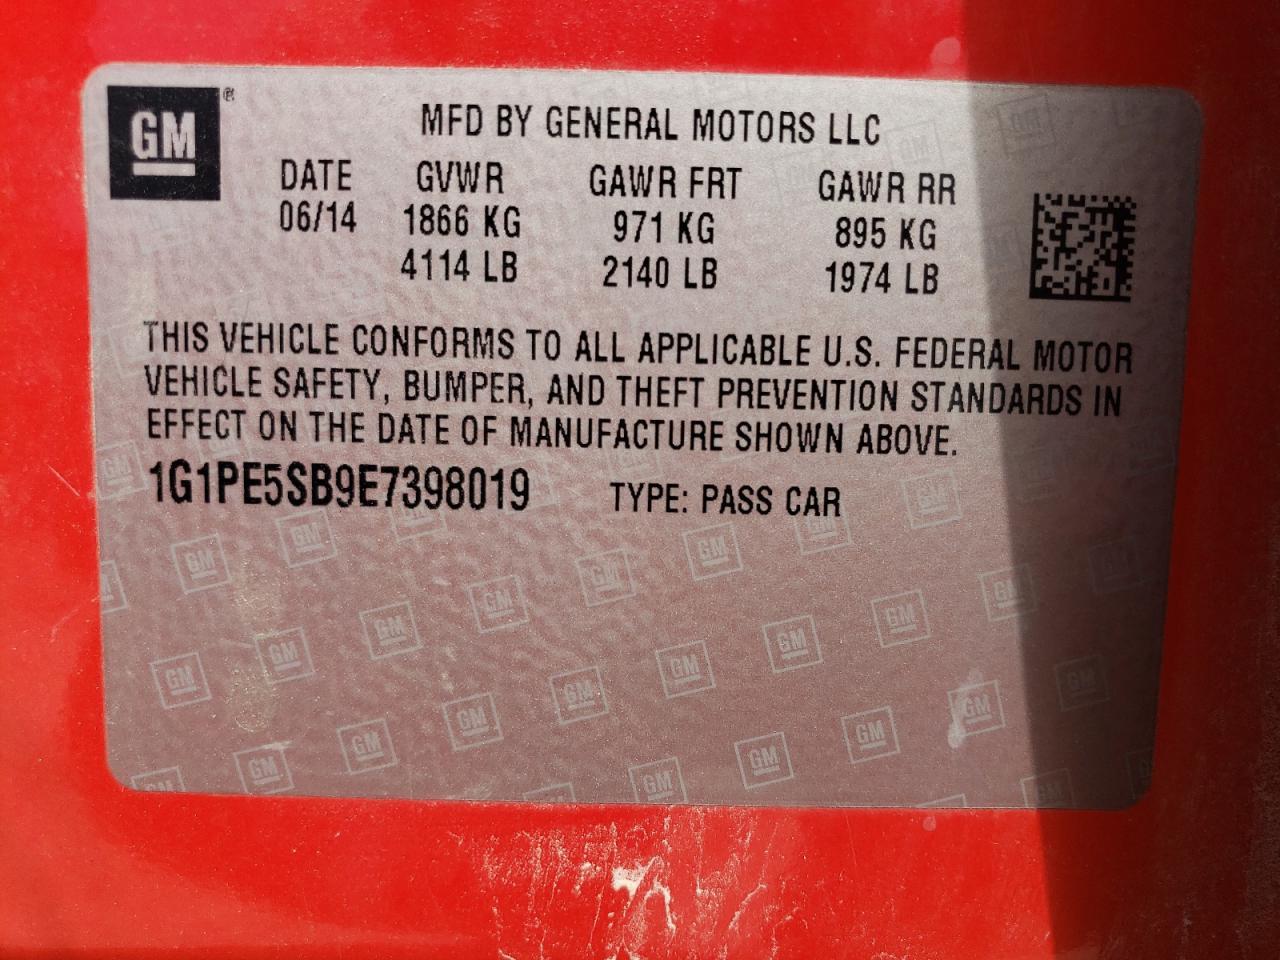 GM®
MFD BY GENERAL MOTORS LLC
DATE GVWR GAWR FRT GAWR RR
06/14 1866 KG 971 KG 895 KG
4114 LB 2140 LB 1974 LB
THIS VEHICLE CONFORMS TO ALL APPLICABLE U.S. FEDERAL MOTOR
VEHICLE SAFETY, BUMPER, AND THEFT PREVENTION STANDARDS IN
EFFECT ON THE DATE OF MANUFACTURE SHOWN ABOVE.
1G1PE5SB9E7398019 TYPE: PASS CAR